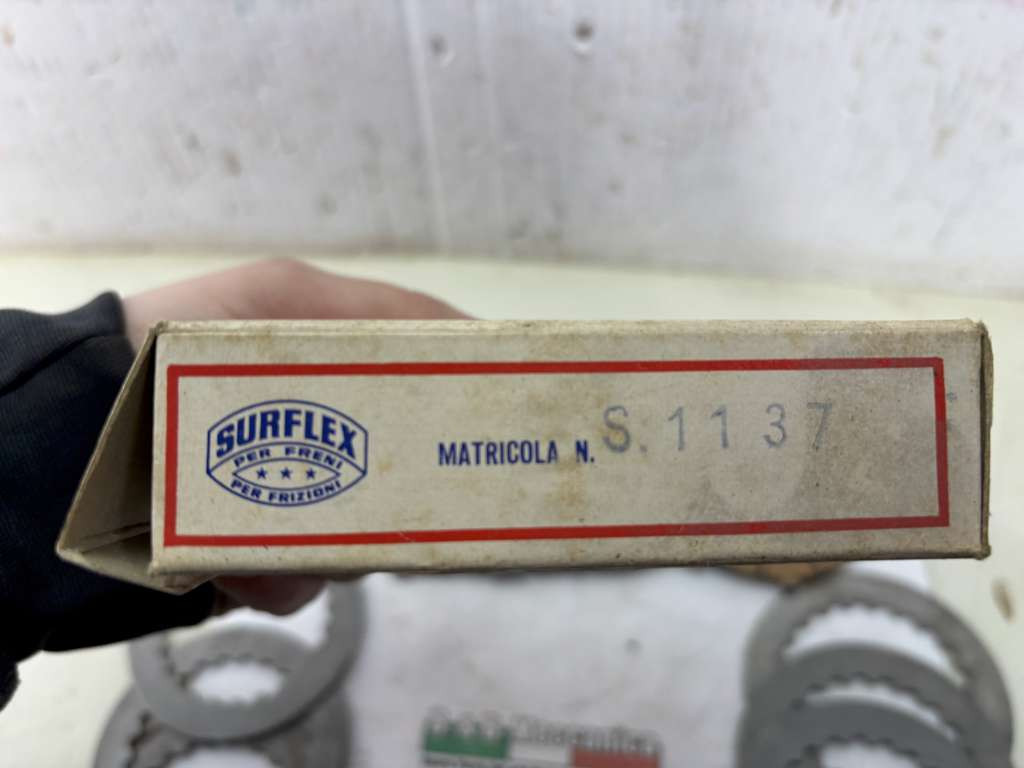 SURFLEX
PER FRENI
PER FRIZIONI
MATRICOLA N. S. 1137